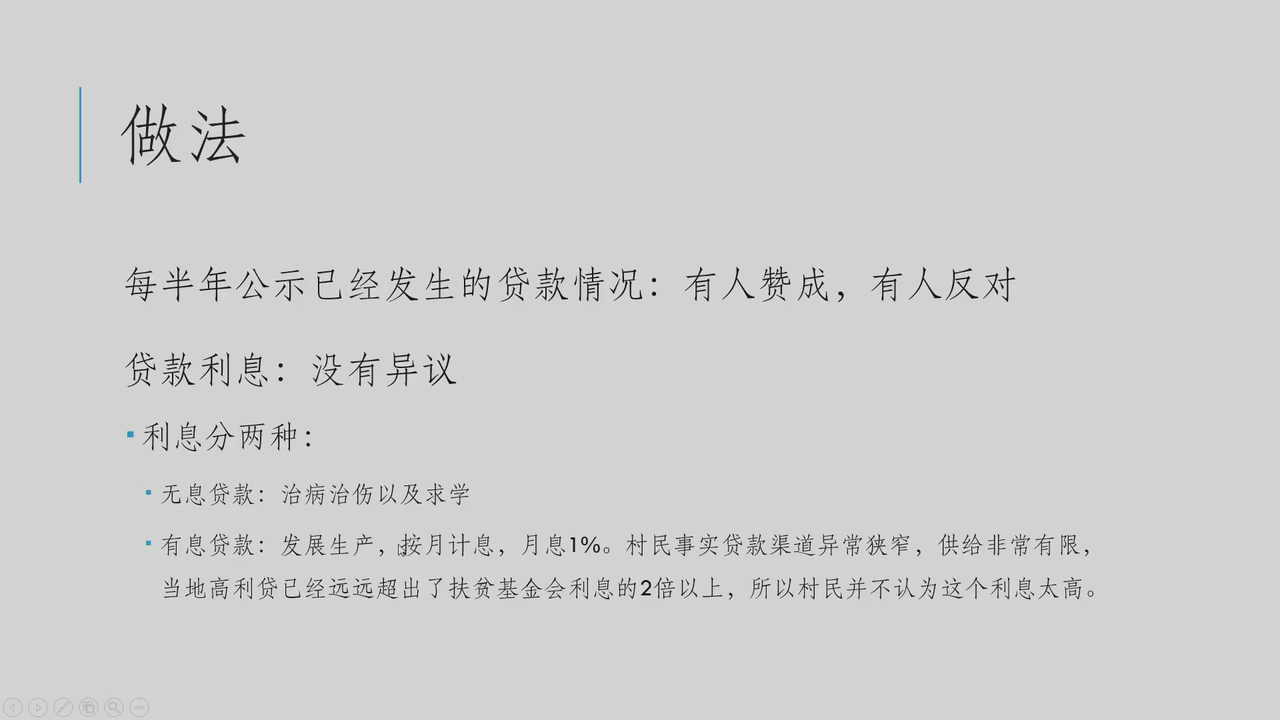 做法
每半年公示已经发生的贷款情况：有人赞成，有人反对
贷款利息：没有异议
利息分两种：
无息贷款：治病治伤以及求学
有息贷款：发展生产，按月计息，月息1%。村民事实贷款渠道异常狭窄，供给非常有限，
当地高利贷已经远远超出了扶贫基金会利息的2倍以上，所以村民并不认为这个利息太高。